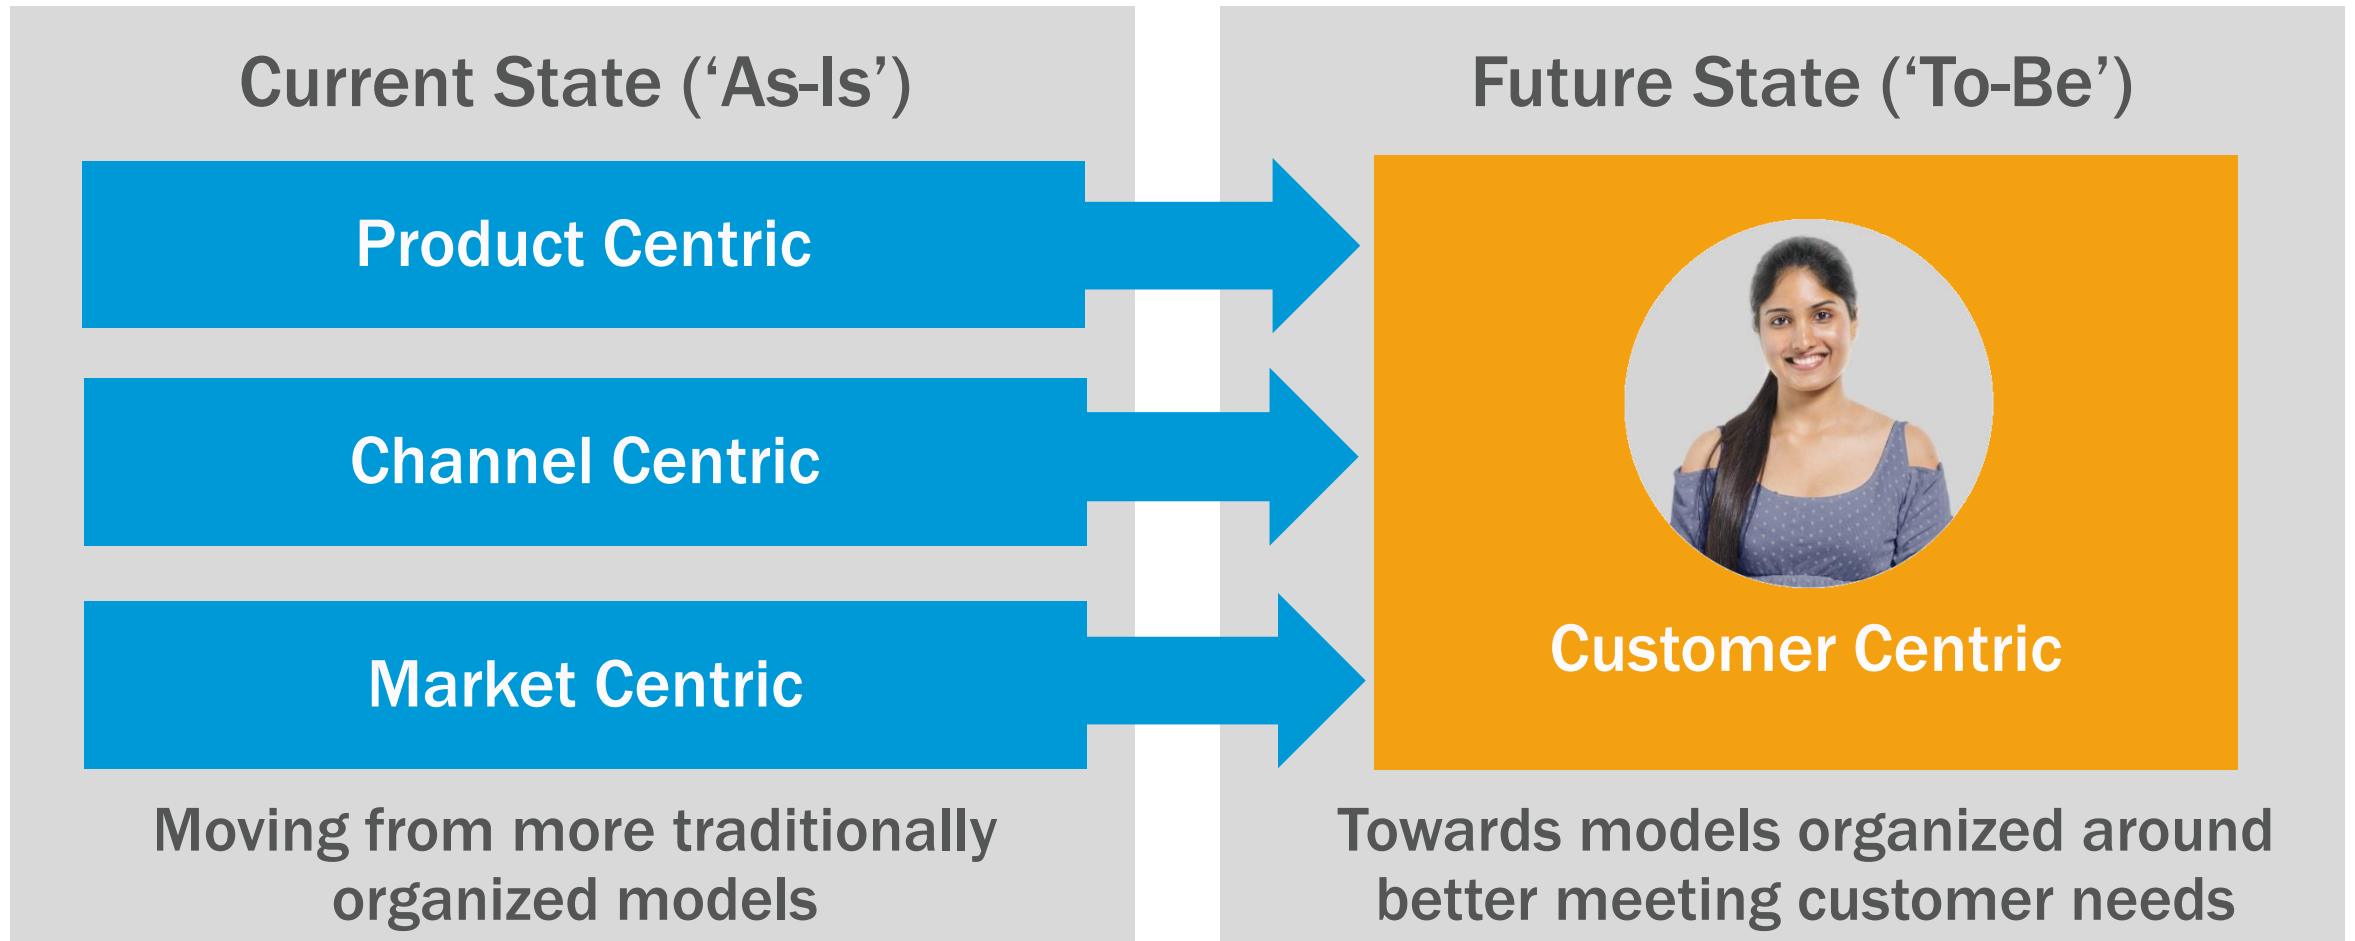 Current State (‘As-Is’)
Product Centric
Channel Centric
Market Centric
Moving from more traditionally
organized models
Future State (‘To-Be’)
Customer Centric
Towards models organized around
better meeting customer needs